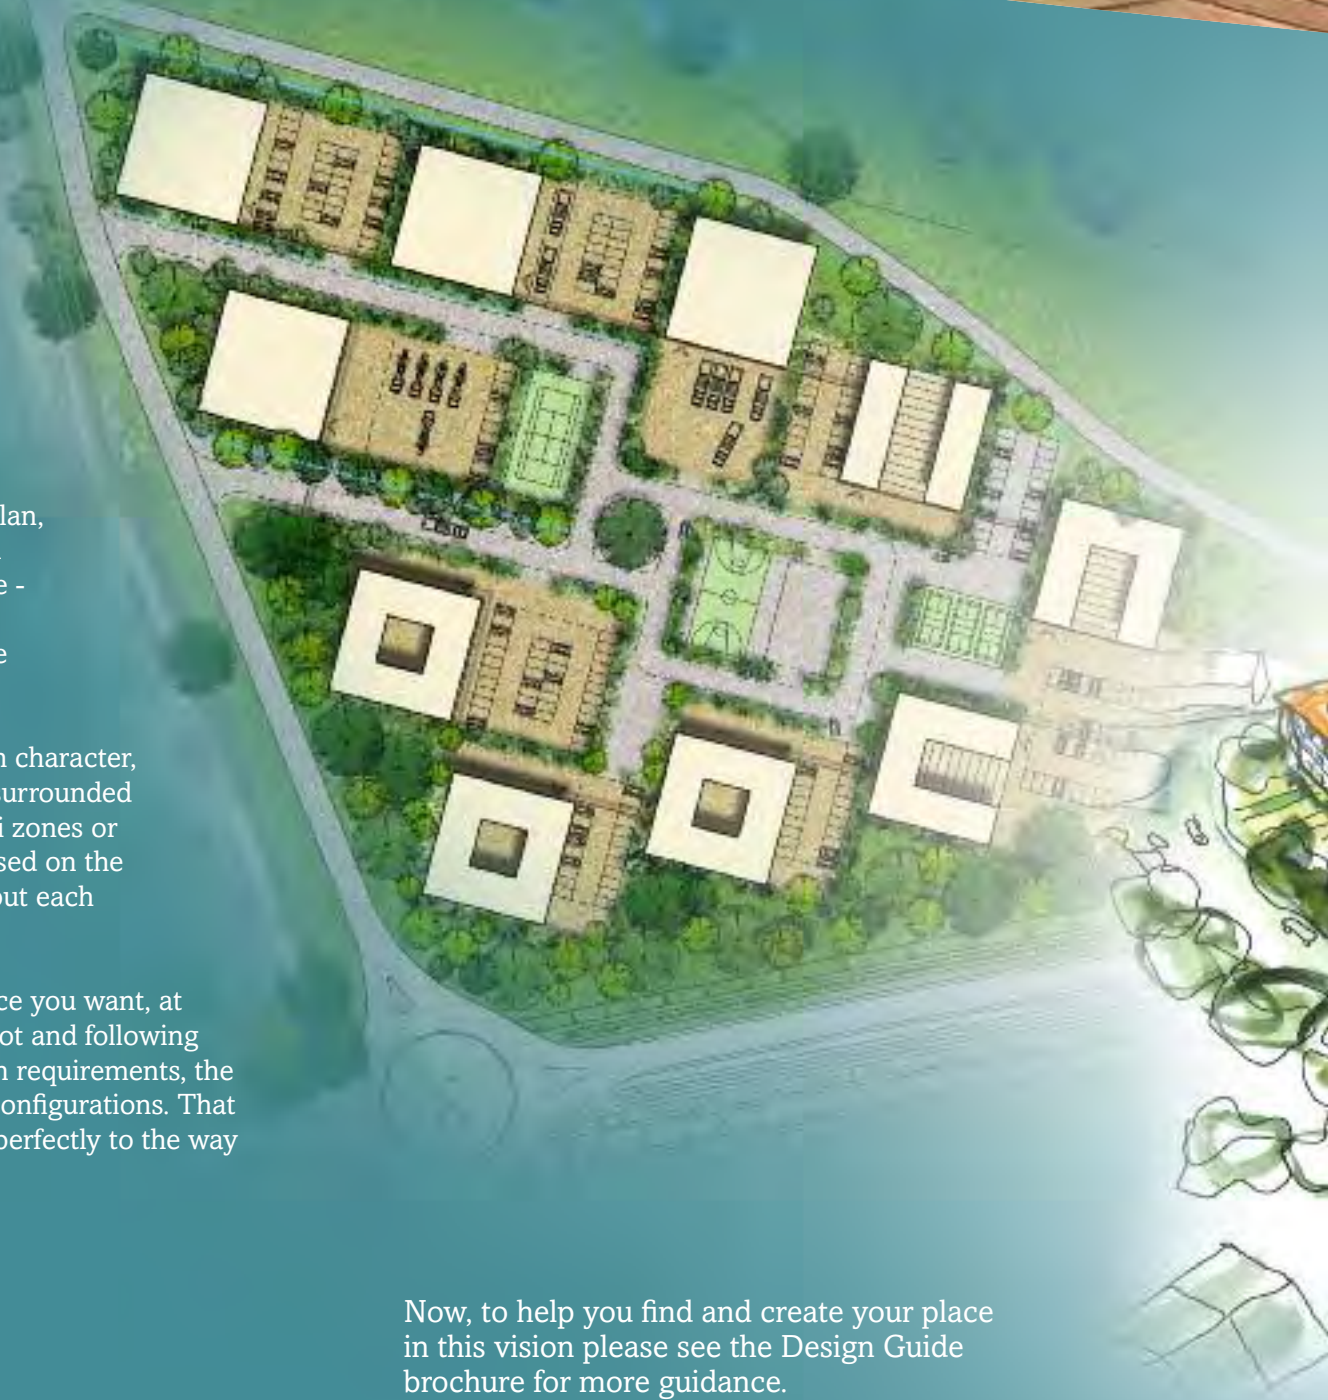 lan,
e -
e
n character,
surrounded
i zones or
sed on the
out each
ce you want, at
ot and following
n requirements, the
onfigurations. That
perfectly to the way
Now, to help you find and create your place
in this vision please see the Design Guide
brochure for more guidance.